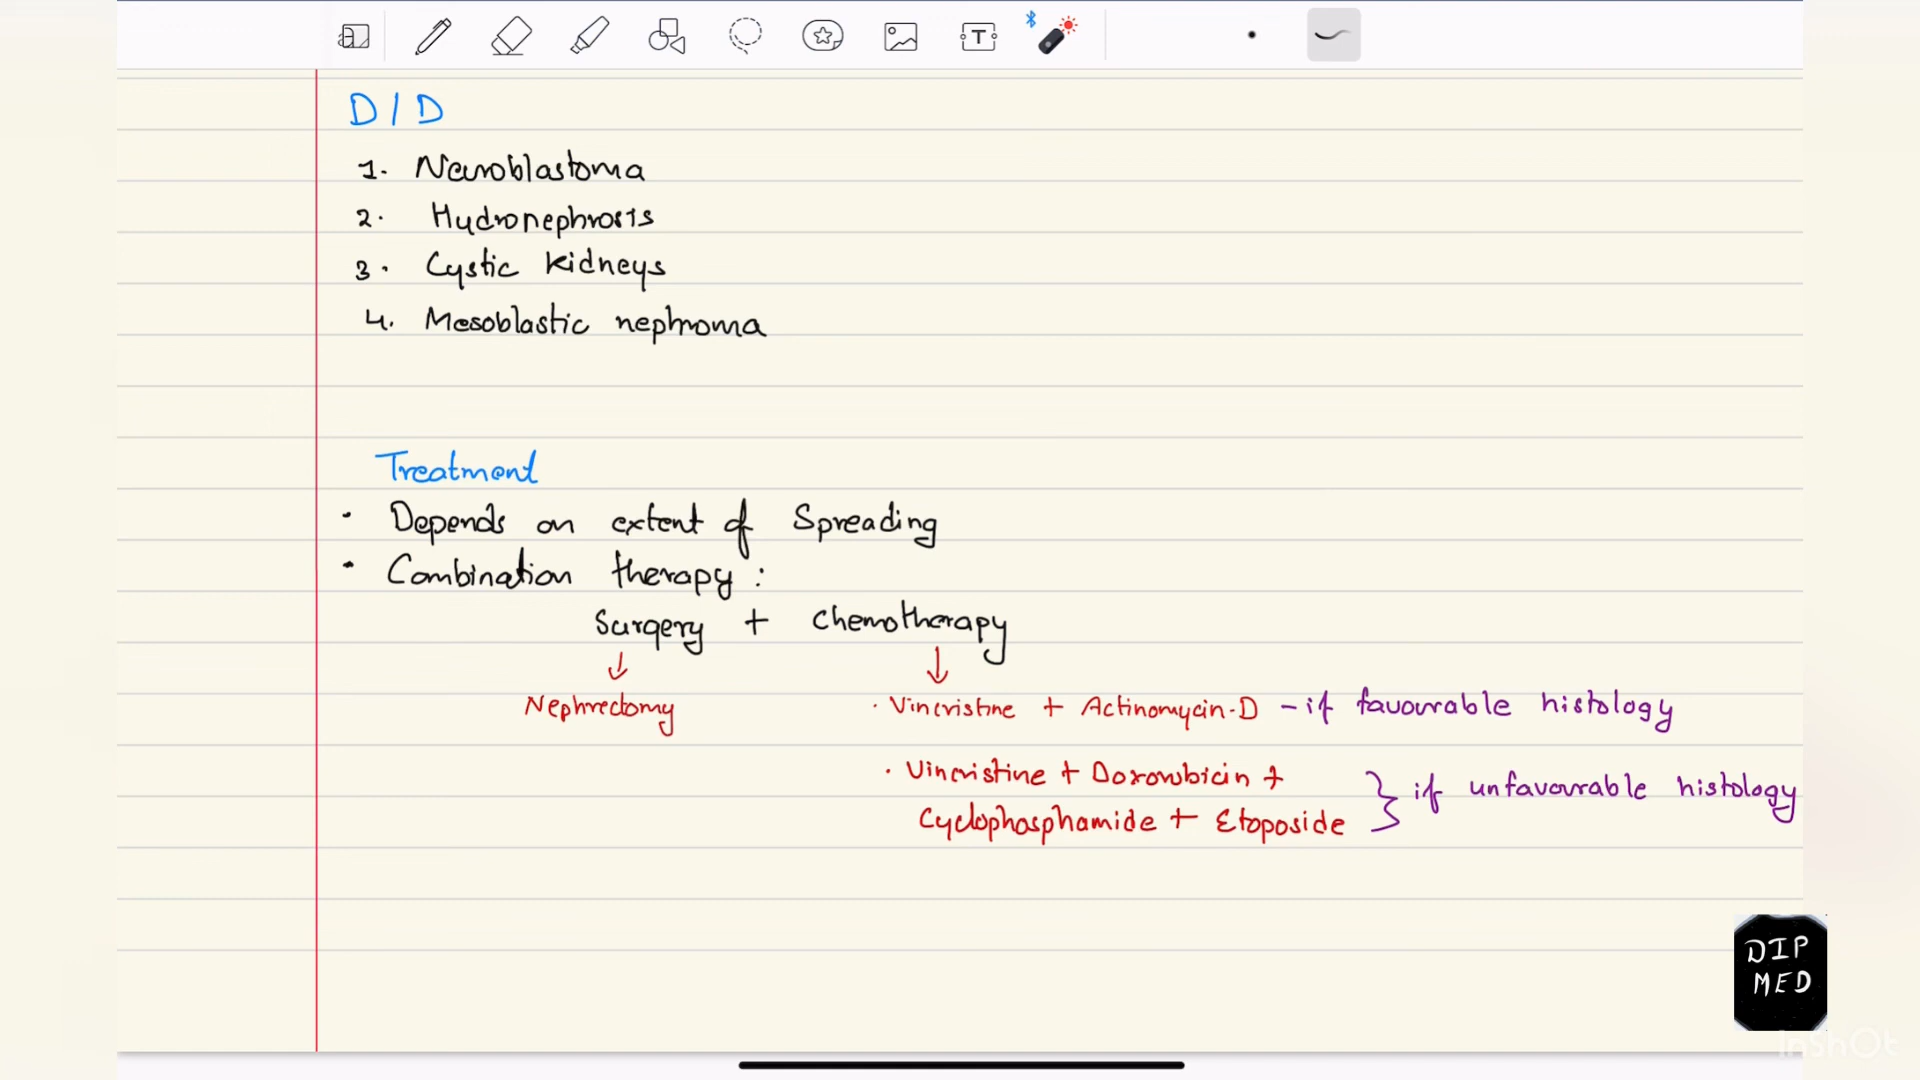 D/D
1. Neuroblastoma
2. Hydronephrosis
3. Cystic kidneys
4. Mesoblastic nephroma
Treatment
· Depends on extent of Spreading
· Combination therapy :
Surgery + Chemotherapy
↓ ↓
Nephrectomy · Vincristine + Actinomycin-D - if favourable histology
· Vincristine + Doxorubicin +
Cyclophosphamide + Etoposide } if unfavourable histology
DIP
MED
InShOt